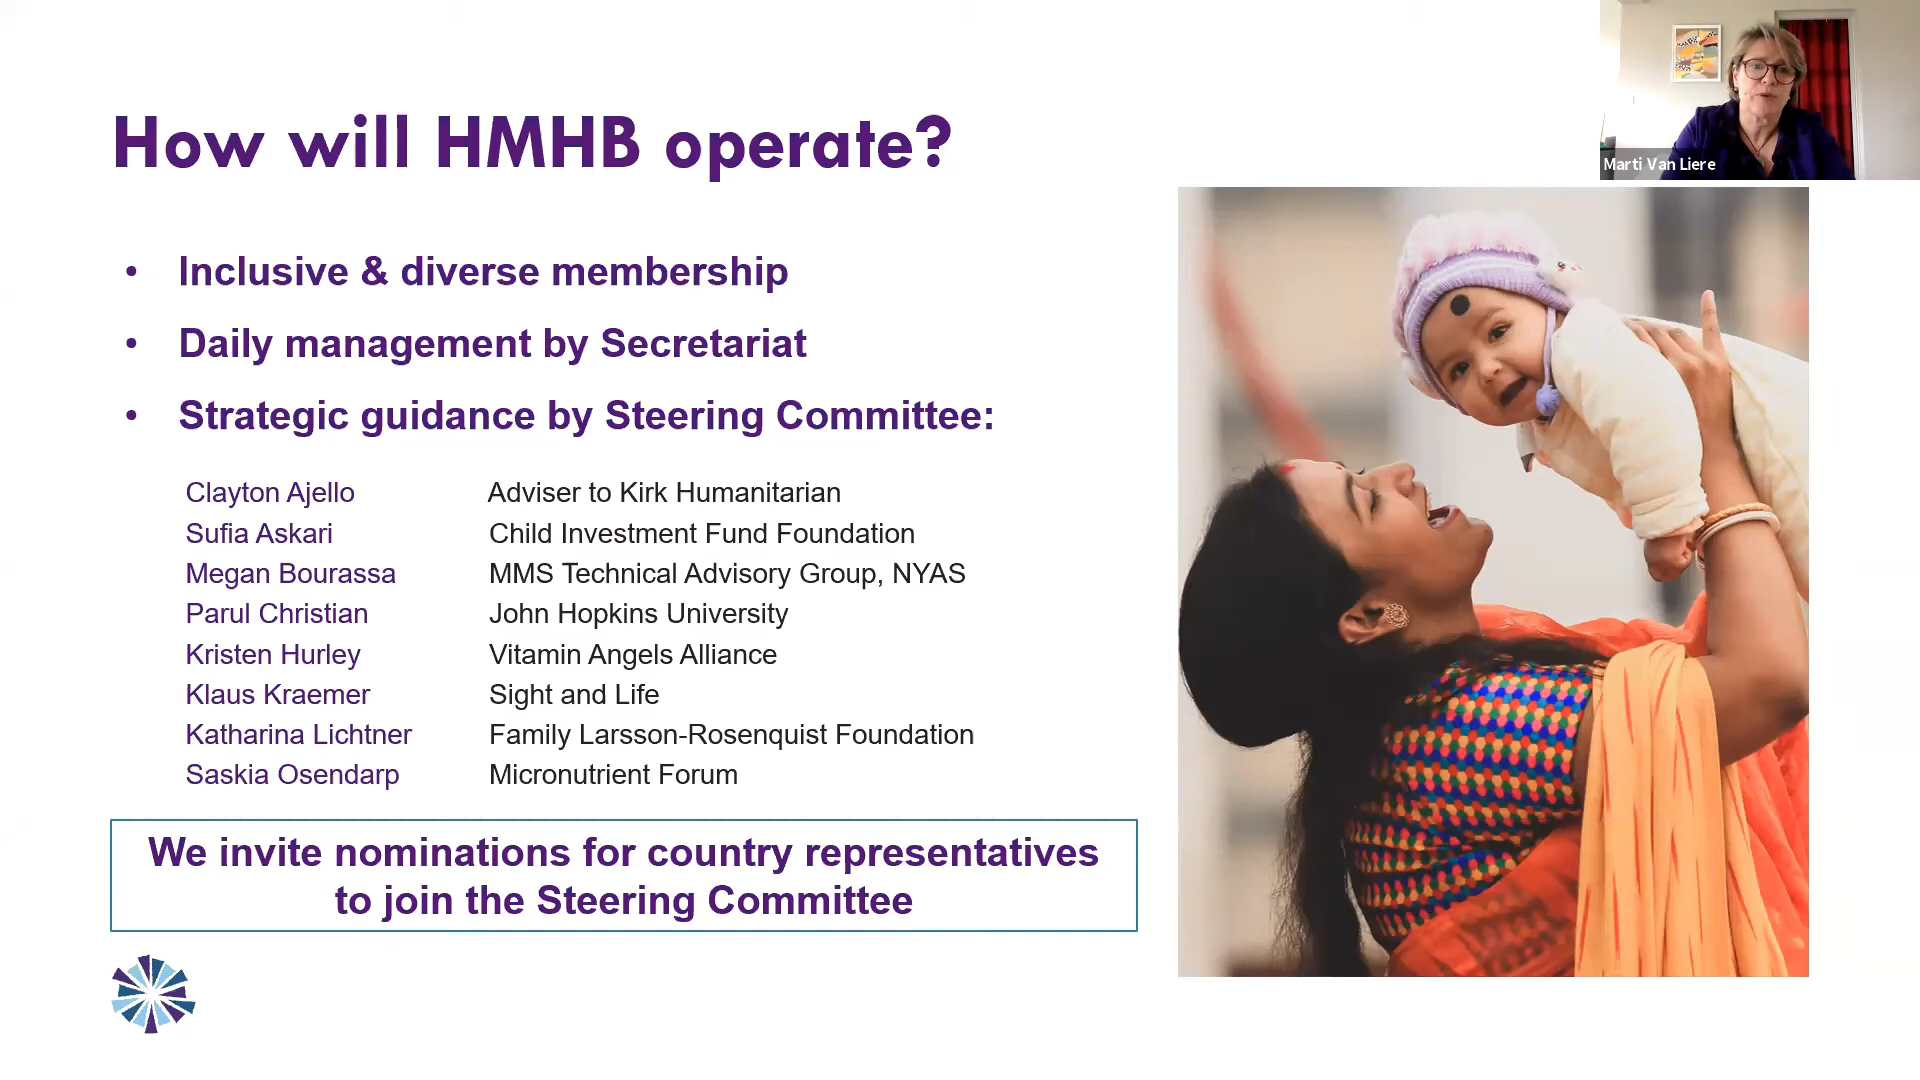 Marti Van Liere
How will HMHB operate?
• Inclusive & diverse membership
• Daily management by Secretariat
• Strategic guidance by Steering Committee:
Clayton Ajello Adviser to Kirk Humanitarian
Sufia Askari Child Investment Fund Foundation
Megan Bourassa MMS Technical Advisory Group, NYAS
Parul Christian John Hopkins University
Kristen Hurley Vitamin Angels Alliance
Klaus Kraemer Sight and Life
Katharina Lichtner Family Larsson-Rosenquist Foundation
Saskia Osendarp Micronutrient Forum
We invite nominations for country representatives
to join the Steering Committee